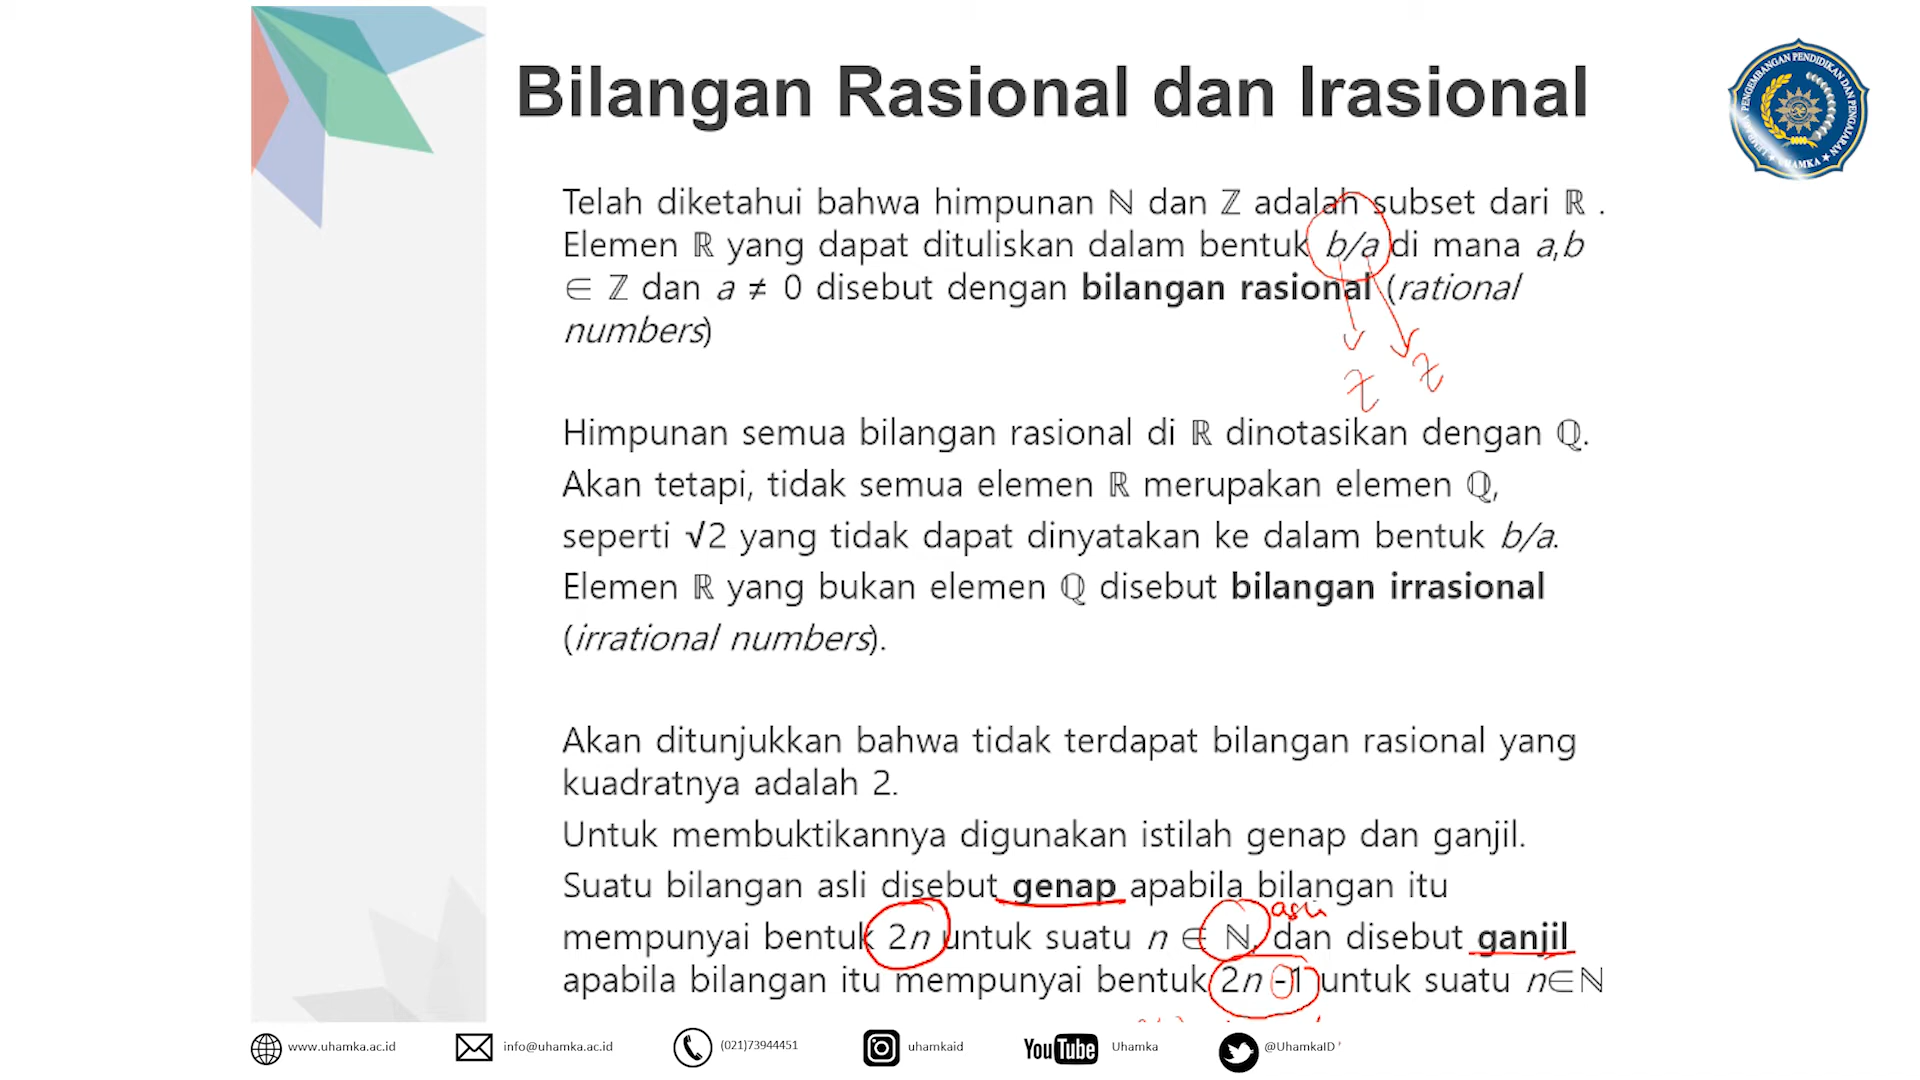 Bilangan Rasional dan Irasional
LEMBAGA PENGEMBANGAN PENDIDIKAN DAN PENGAJARAN
★ UHAMKA ★
Telah diketahui bahwa himpunan ℕ dan ℤ adalah subset dari ℝ .
Elemen ℝ yang dapat dituliskan dalam bentuk b/a di mana a,b
∈ ℤ dan a ≠ 0 disebut dengan bilangan rasional (rational
numbers)
z z
Himpunan semua bilangan rasional di ℝ dinotasikan dengan ℚ.
Akan tetapi, tidak semua elemen ℝ merupakan elemen ℚ,
seperti √2 yang tidak dapat dinyatakan ke dalam bentuk b/a.
Elemen ℝ yang bukan elemen ℚ disebut bilangan irrasional
(irrational numbers).
Akan ditunjukkan bahwa tidak terdapat bilangan rasional yang
kuadratnya adalah 2.
Untuk membuktikannya digunakan istilah genap dan ganjil.
Suatu bilangan asli disebut genap apabila bilangan itu
asli
mempunyai bentuk 2n untuk suatu n ∈ ℕ, dan disebut ganjil
apabila bilangan itu mempunyai bentuk 2n -1 untuk suatu n∈ℕ
www.uhamka.ac.id info@uhamka.ac.id (021)73944451 uhamkaid YouTube Uhamka @UhamkaID '